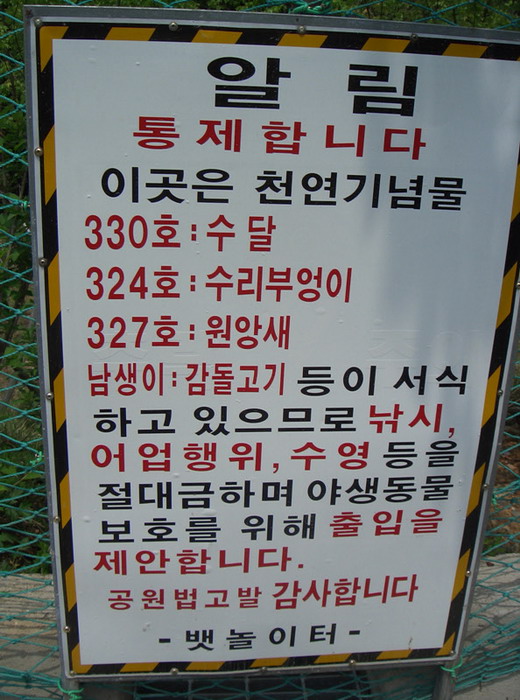 알 림
통제합니다
이곳은 천연기념물
330호 : 수달
324호 : 수리부엉이
327호 : 원앙새
남생이 : 감돌고기 등이 서식
하고 있으므로 낚시,
어업행위, 수영 등을
절대금하며 야생동물
보호를 위해 출입을
제안합니다.
공원법고발 감사합니다
- 뱃놀이터 -